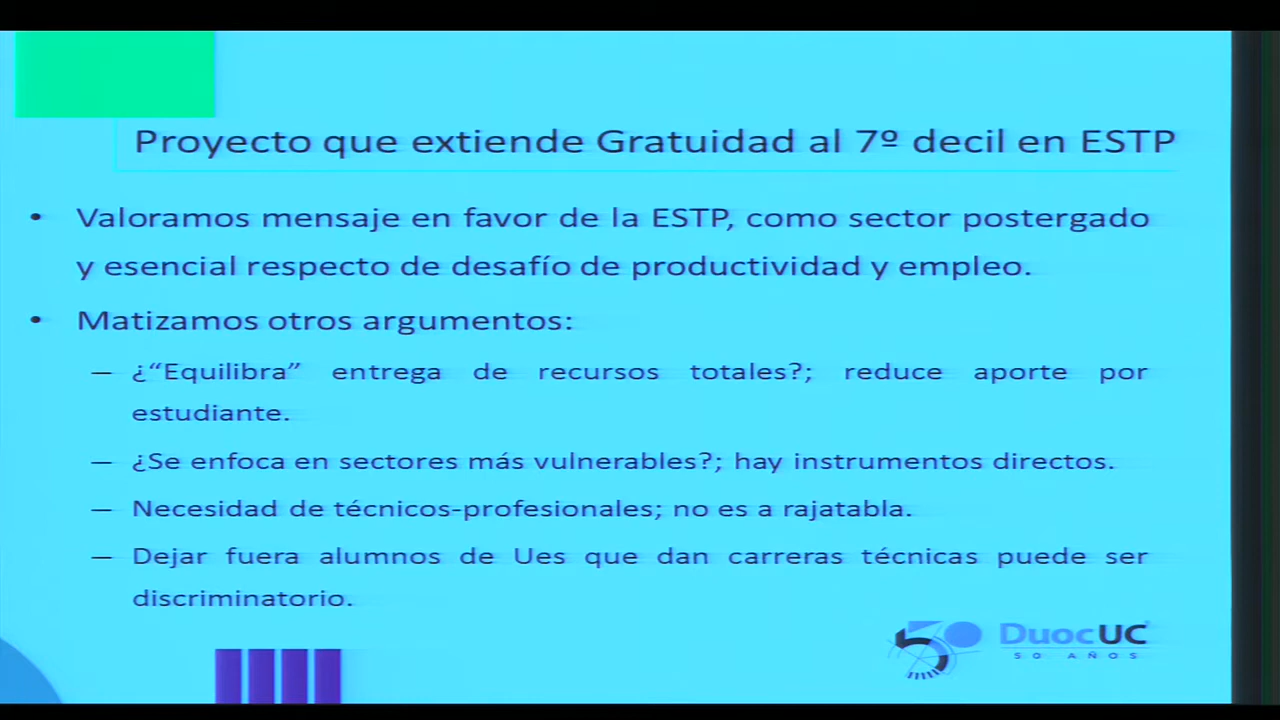 Proyecto que extiende Gratuidad al 7º decil en ESTP
• Valoramos mensaje en favor de la ESTP, como sector postergado
y esencial respecto de desafío de productividad y empleo.
• Matizamos otros argumentos:
– ¿“Equilibra” entrega de recursos totales?; reduce aporte por
estudiante.
– ¿Se enfoca en sectores más vulnerables?; hay instrumentos directos.
– Necesidad de técnicos-profesionales; no es a rajatabla.
– Dejar fuera alumnos de Ues que dan carreras técnicas puede ser
discriminatorio.
50 DuocUC
50 AÑOS